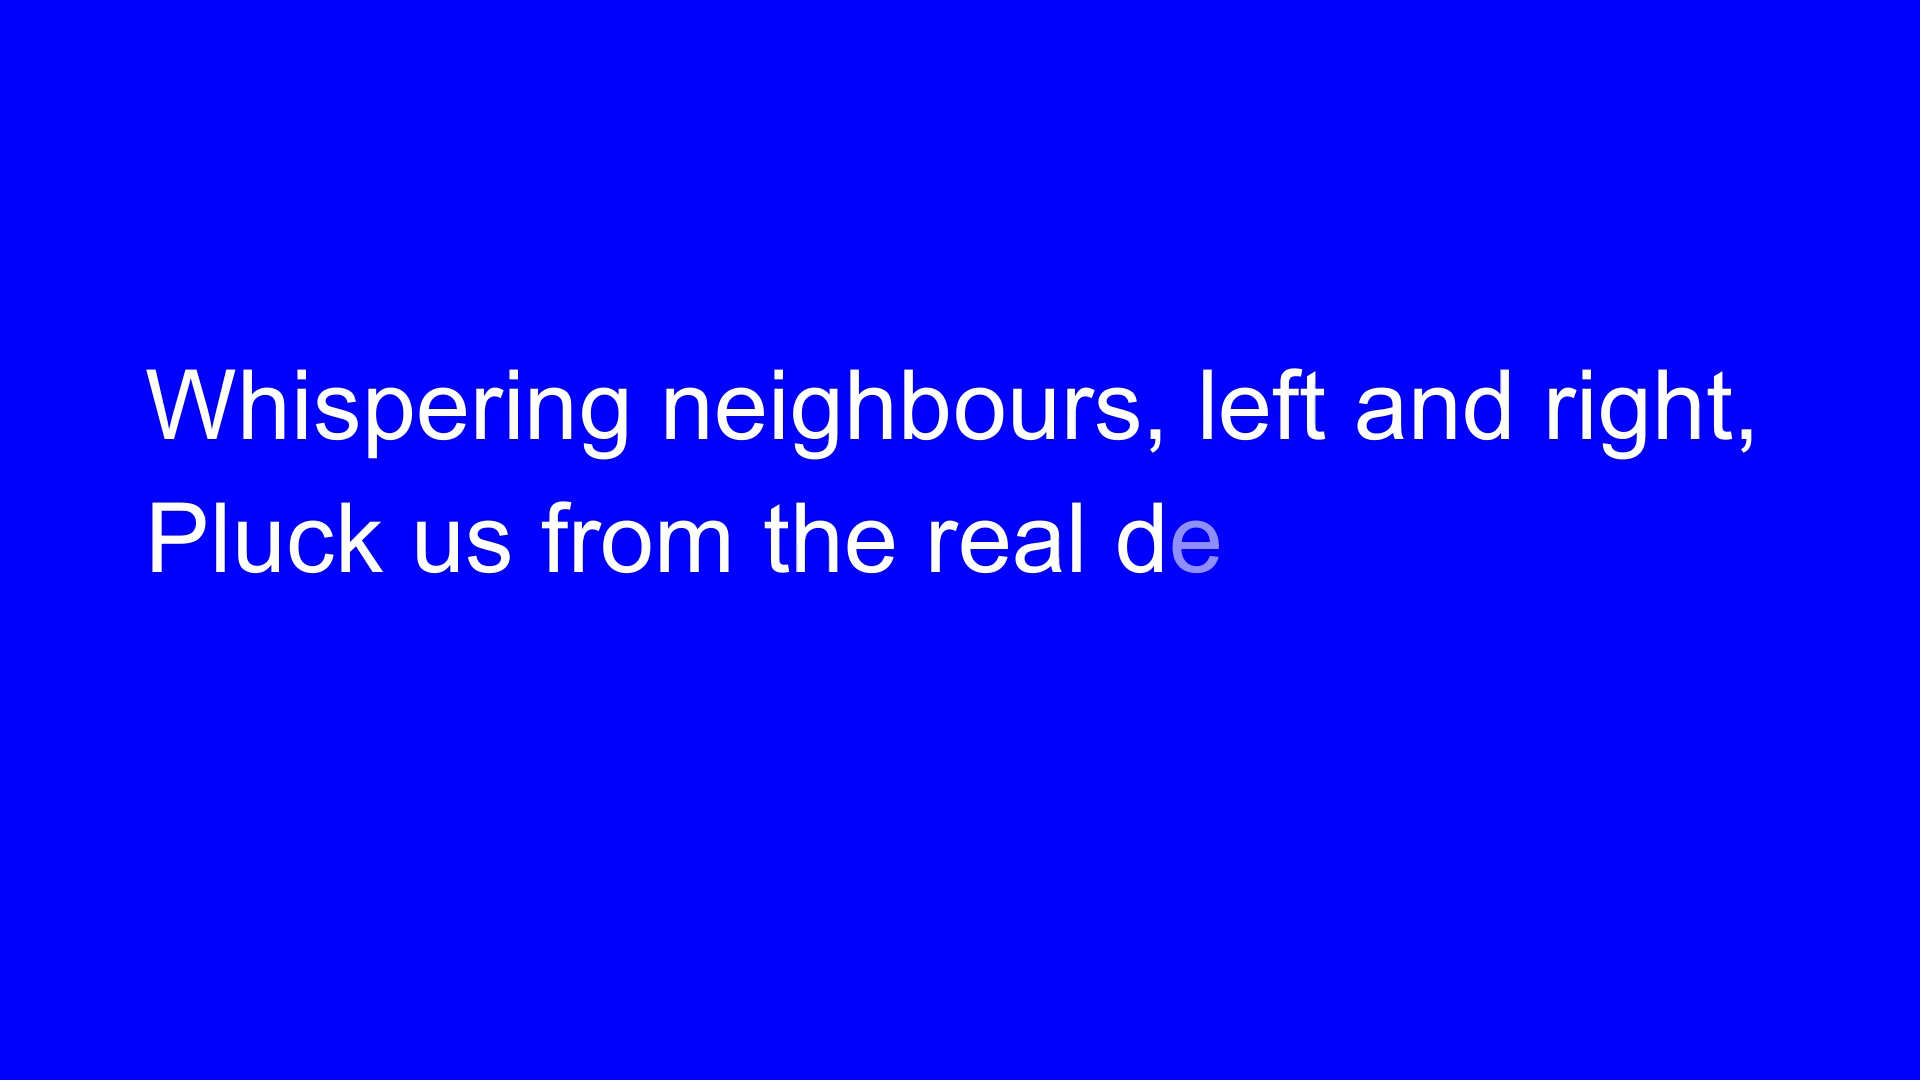 Whispering neighbours, left and right,
Pluck us from the real de